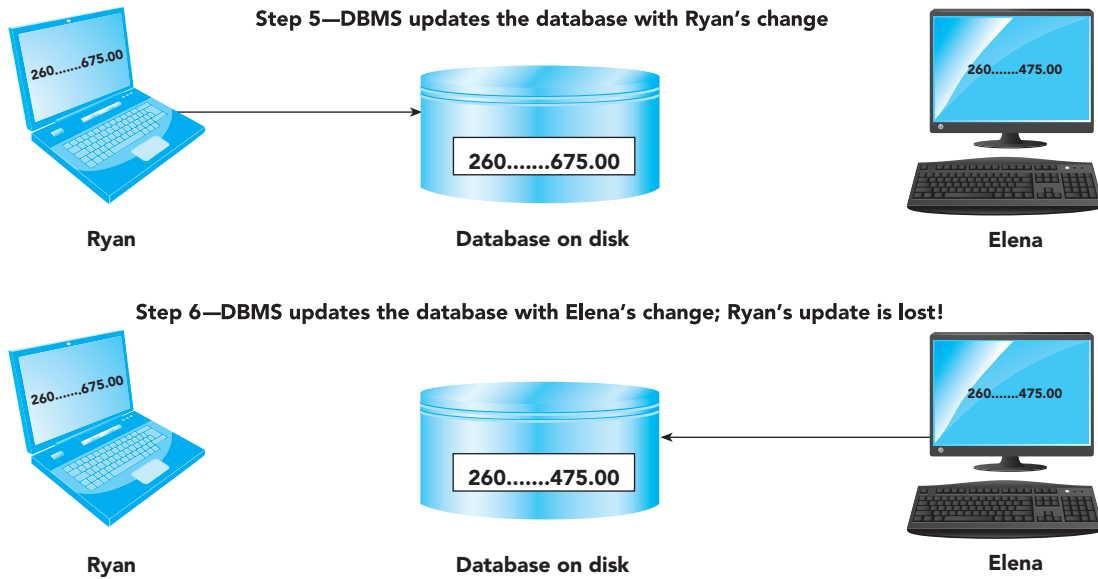 Step 5—DBMS updates the database with Ryan's change
260.......675.00
260.......675.00
260.......475.00
Ryan
Database on disk
Elena
Step 6—DBMS updates the database with Elena's change; Ryan's update is lost!
260.......675.00
260.......475.00
260.......475.00
Ryan
Database on disk
Elena